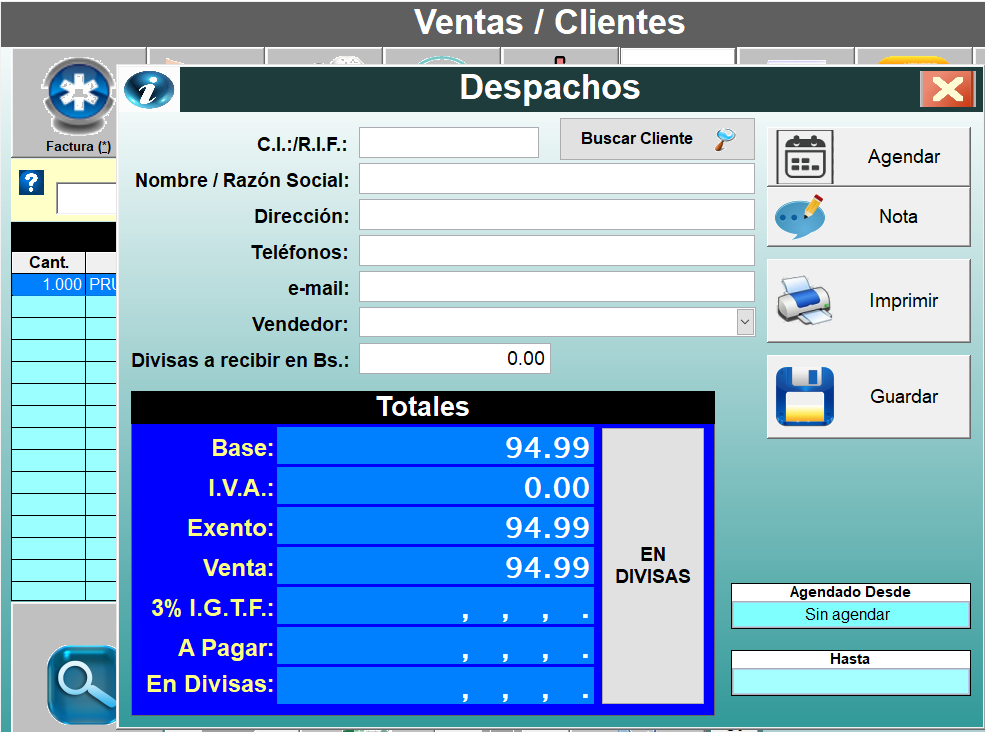 Ventas / Clientes
Factura (*)
?
Cant.
1.000 PRU
i
Despachos
C.I.:/R.I.F.:
Buscar Cliente
Nombre / Razón Social:
Dirección:
Teléfonos:
e-mail:
Vendedor:
Divisas a recibir en Bs.: 0.00
Agendar
Nota
Imprimir
Guardar
Totales
Base: 94.99
I.V.A.: 0.00
Exento: 94.99
Venta: 94.99
3% I.G.T.F.: , , , .
A Pagar: , , , .
En Divisas: , , , .
EN
DIVISAS
Agendado Desde
Sin agendar
Hasta